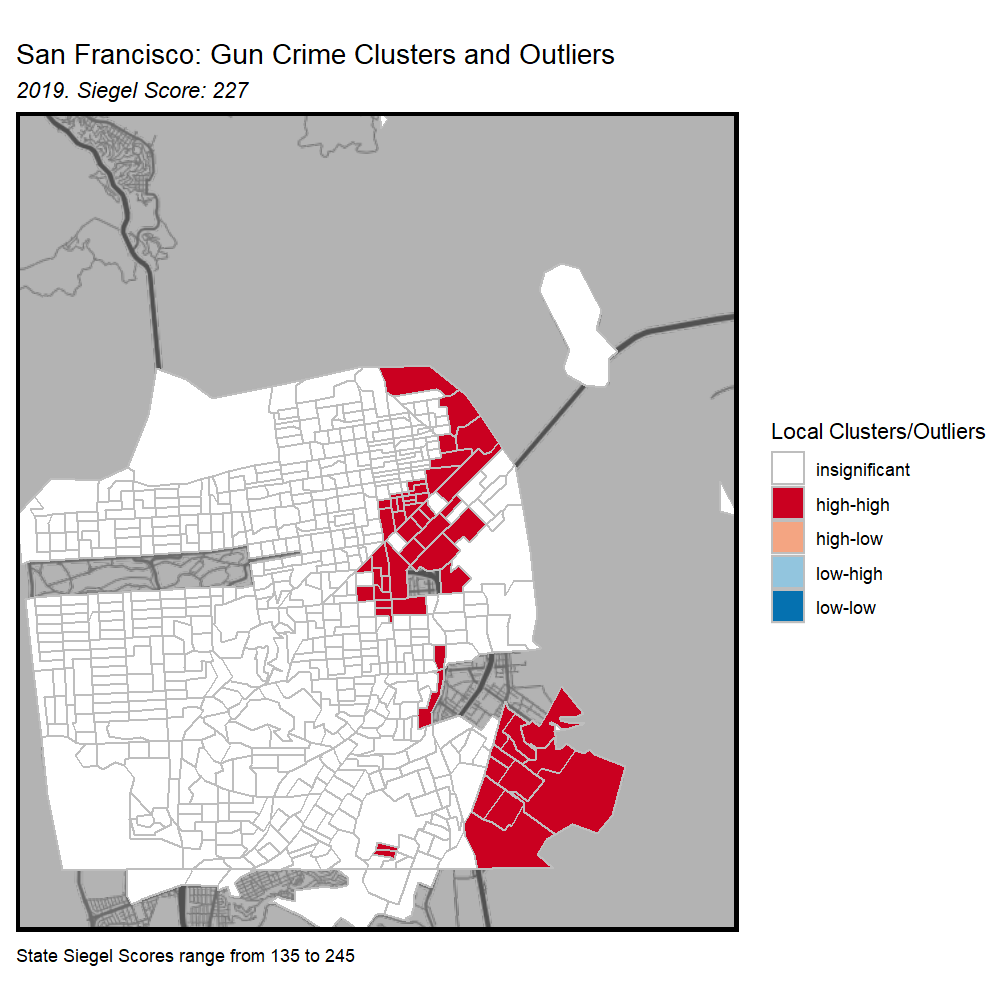 San Francisco: Gun Crime Clusters and Outliers
2019. Siegel Score: 227
Local Clusters/Outliers
insignificant
high-high
high-low
low-high
low-low
State Siegel Scores range from 135 to 245